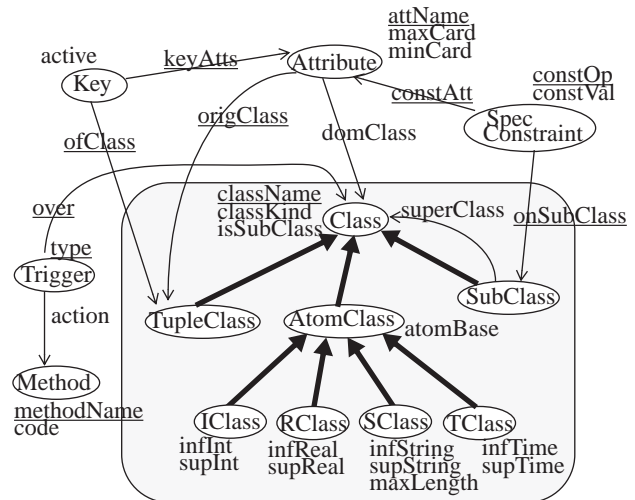 attName
maxCard
minCard
active
keyAtts
Attribute
Key
constAtt
constOp
constVal
Spec
Constraint
origClass
domClass
ofClass
className
classKind
isSubClass
Class
superClass
onSubClass
over
type
Trigger
action
TupleClass
AtomClass
atomBase
SubClass
Method
methodName
code
IClass
RClass
SClass
TClass
infInt
supInt
infReal
supReal
infString
supString
maxLength
infTime
supTime